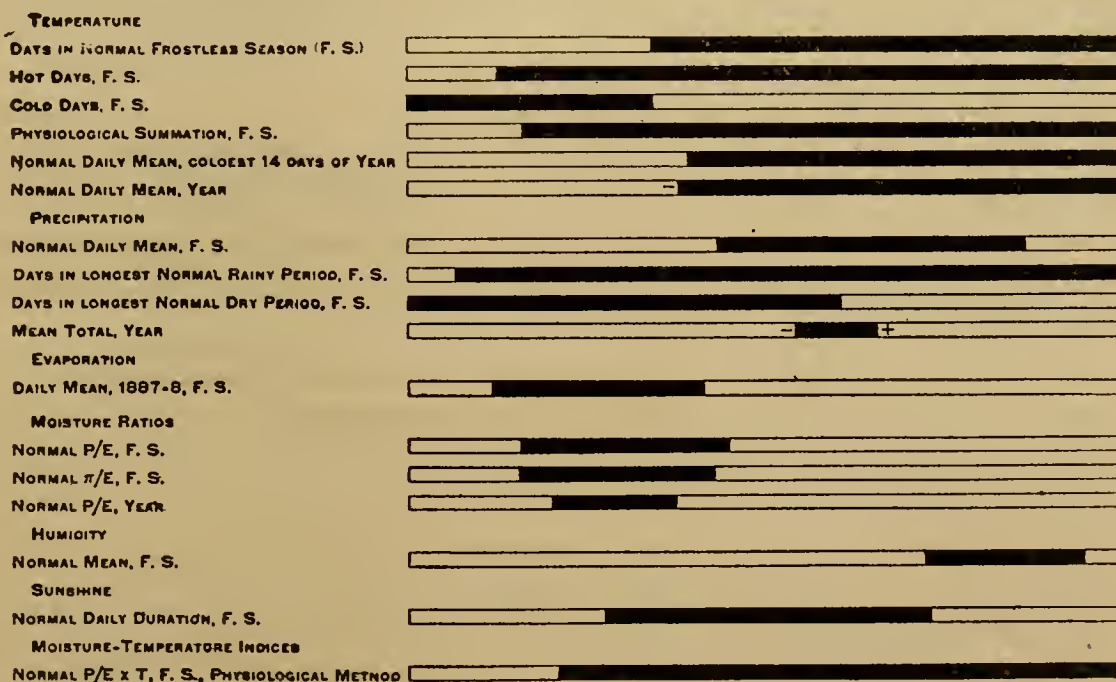 TEMPERATURE
DAYS IN NORMAL FROSTLESS SEASON (F. S.)
HOT DAYS, F. S.
COLD DAYS, F. S.
PHYSIOLOGICAL SUMMATION, F. S.
NORMAL DAILY MEAN, COLDEST 14 DAYS OF YEAR
NORMAL DAILY MEAN, YEAR −
PRECIPITATION
NORMAL DAILY MEAN, F. S.
DAYS IN LONGEST NORMAL RAINY PERIOD, F. S.
DAYS IN LONGEST NORMAL DRY PERIOD, F. S.
MEAN TOTAL, YEAR − +
EVAPORATION
DAILY MEAN, 1887-8, F. S.
MOISTURE RATIOS
NORMAL P/E, F. S.
NORMAL π/E, F. S.
NORMAL P/E, YEAR
HUMIDITY
NORMAL MEAN, F. S.
SUNSHINE
NORMAL DAILY DURATION, F. S.
MOISTURE-TEMPERATURE INDICES
NORMAL P/E x T, F. S., PHYSIOLOGICAL METHOD